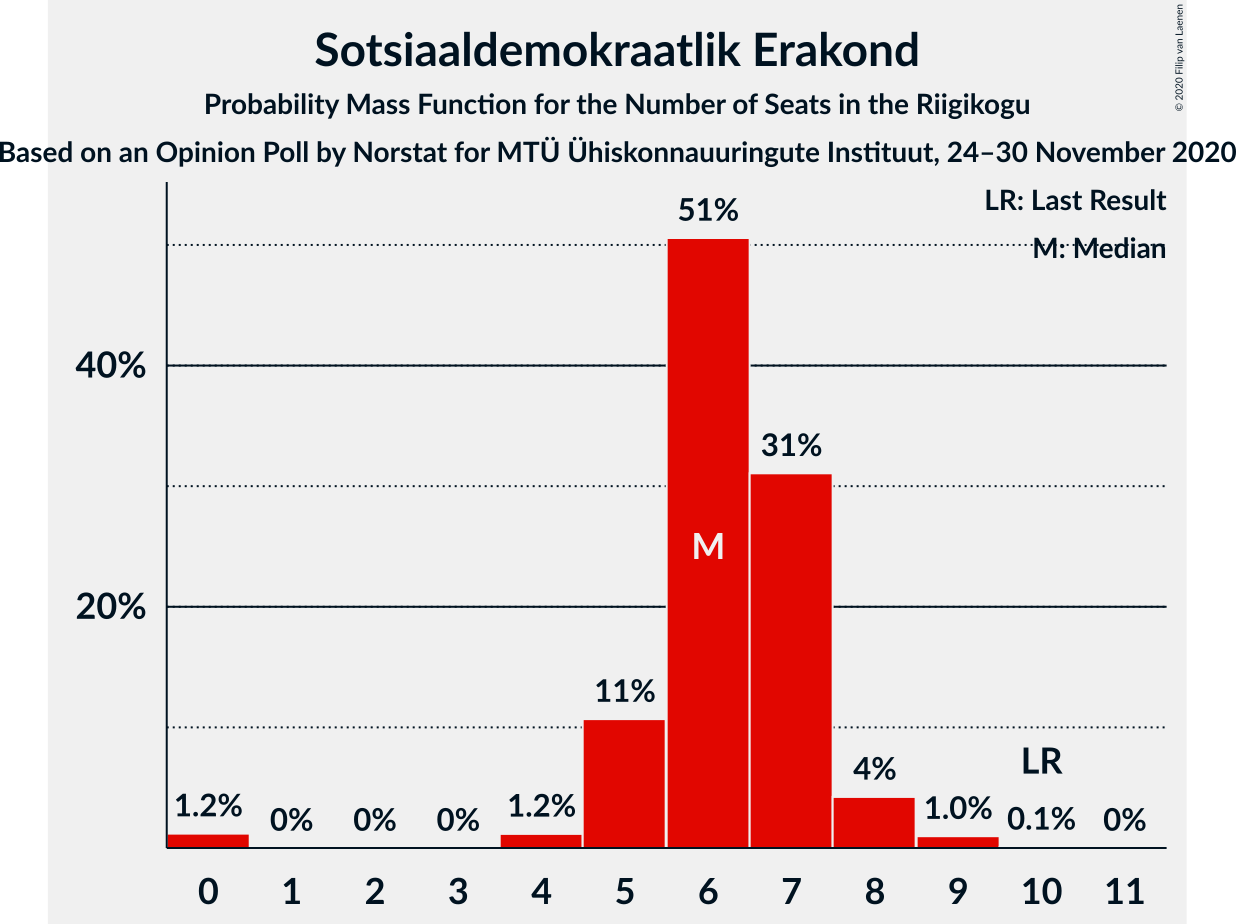 Sotsiaaldemokraatlik Erakond
Probability Mass Function for the Number of Seats in the Riigikogu
Based on an Opinion Poll by Norstat for MTÜ Ühiskonnauuringute Instituut, 24–30 November 2020
© 2020 Filip van Laenen
LR: Last Result
M: Median
51%
40%
31%
M
20%
11%
LR
4%
1.2% 0% 0% 0% 1.2% 1.0% 0.1% 0%
0 1 2 3 4 5 6 7 8 9 10 11